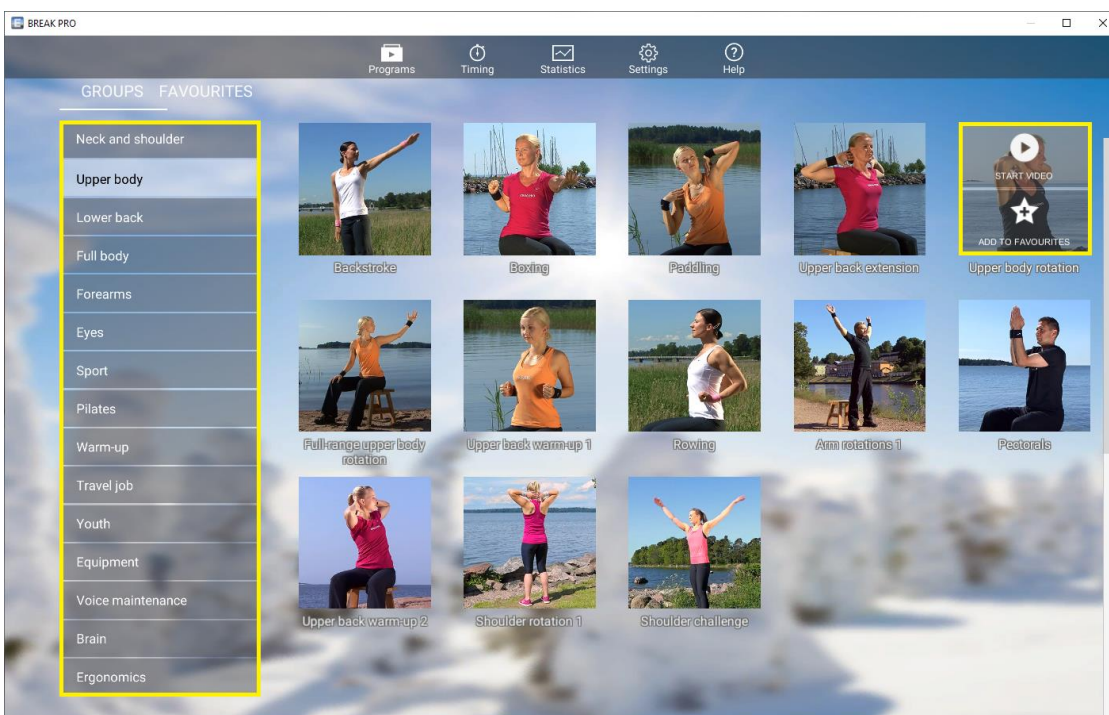 BREAK PRO
Programs
Timing
Statistics
Settings
Help
GROUPS
FAVOURITES
Neck and shoulder
Upper body
Lower back
Full body
Forearms
Eyes
Sport
Pilates
Warm-up
Travel job
Youth
Equipment
Voice maintenance
Brain
Ergonomics
Backstroke
Boxing
Paddling
Upper back extension
START VIDEO
ADD TO FAVOURITES
Upper body rotation
Full-range upper body
rotation
Upper back warm-up 1
Rowing
Arm rotations 1
Pectorals
Upper back warm-up 2
Shoulder rotation 1
Shoulder challenge